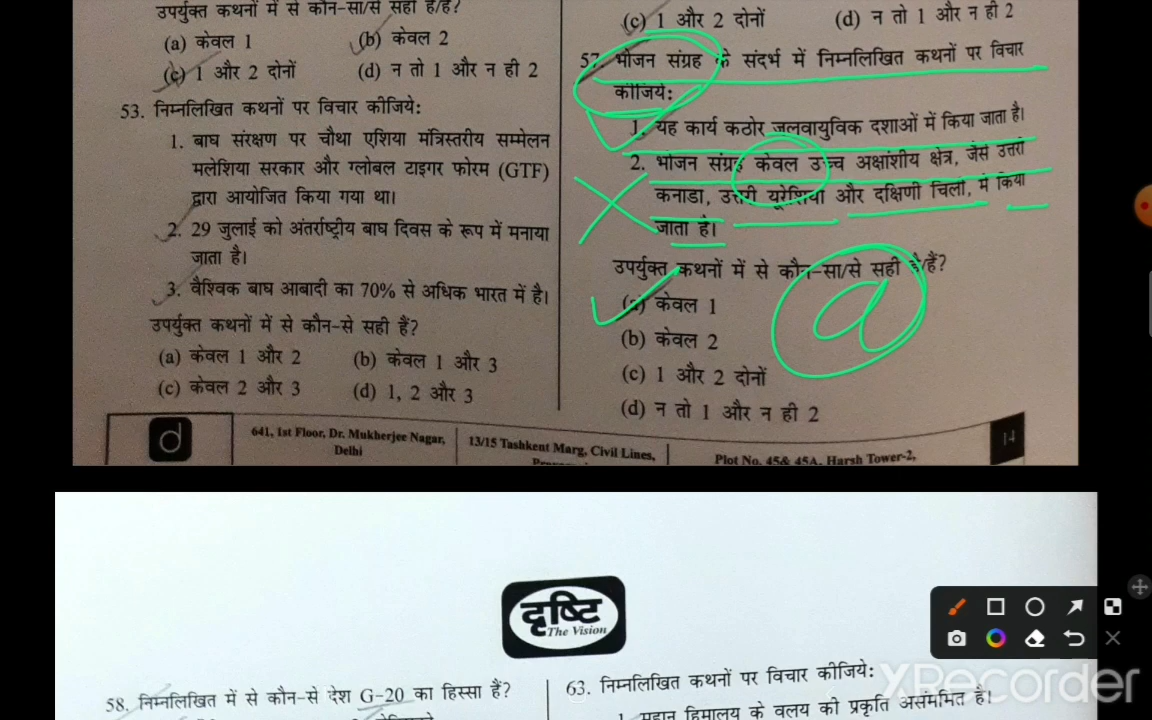 उपर्युक्त कथनों में से कौन-सा/से सही है/हैं?
(a) केवल 1
(b) केवल 2
(c) 1 और 2 दोनों
(d) न तो 1 और न ही 2
53. निम्नलिखित कथनों पर विचार कीजिये:
1. बाघ संरक्षण पर चौथा एशिया मंत्रिस्तरीय सम्मेलन
मलेशिया सरकार और ग्लोबल टाइगर फोरम (GTF)
द्वारा आयोजित किया गया था।
2. 29 जुलाई को अंतर्राष्ट्रीय बाघ दिवस के रूप में मनाया
जाता है।
3. वैश्विक बाघ आबादी का 70% से अधिक भारत में है।
उपर्युक्त कथनों में से कौन-से सही हैं?
(a) केवल 1 और 2
(b) केवल 1 और 3
(c) केवल 2 और 3
(d) 1, 2 और 3
(c) 1 और 2 दोनों
(d) न तो 1 और न ही 2
57. भोजन संग्रह के संदर्भ में निम्नलिखित कथनों पर विचार
कीजिये:
1. यह कार्य कठोर जलवायुविक दशाओं में किया जाता है।
2. भोजन संग्रह केवल उच्च अक्षांशीय क्षेत्र, जैसे उत्तरी
कनाडा, उत्तरी यूरेशिया और दक्षिणी चिली, में किया
जाता है।
उपर्युक्त कथनों में से कौन-सा/से सही है/हैं?
(a) केवल 1
(b) केवल 2
(c) 1 और 2 दोनों
(d) न तो 1 और न ही 2
a
d
641, 1st Floor, Dr. Mukherjee Nagar,
Delhi
13/15 Tashkent Marg, Civil Lines,
Plot No. 45& 45A, Harsh Tower-2,
14
दृष्टि
The Vision
58. निम्नलिखित में से कौन-से देश G-20 का हिस्सा हैं?
63. निम्नलिखित कथनों पर विचार कीजिये:
1. महान हिमालय के वलय की प्रकृति असंममित है।
XRecorder